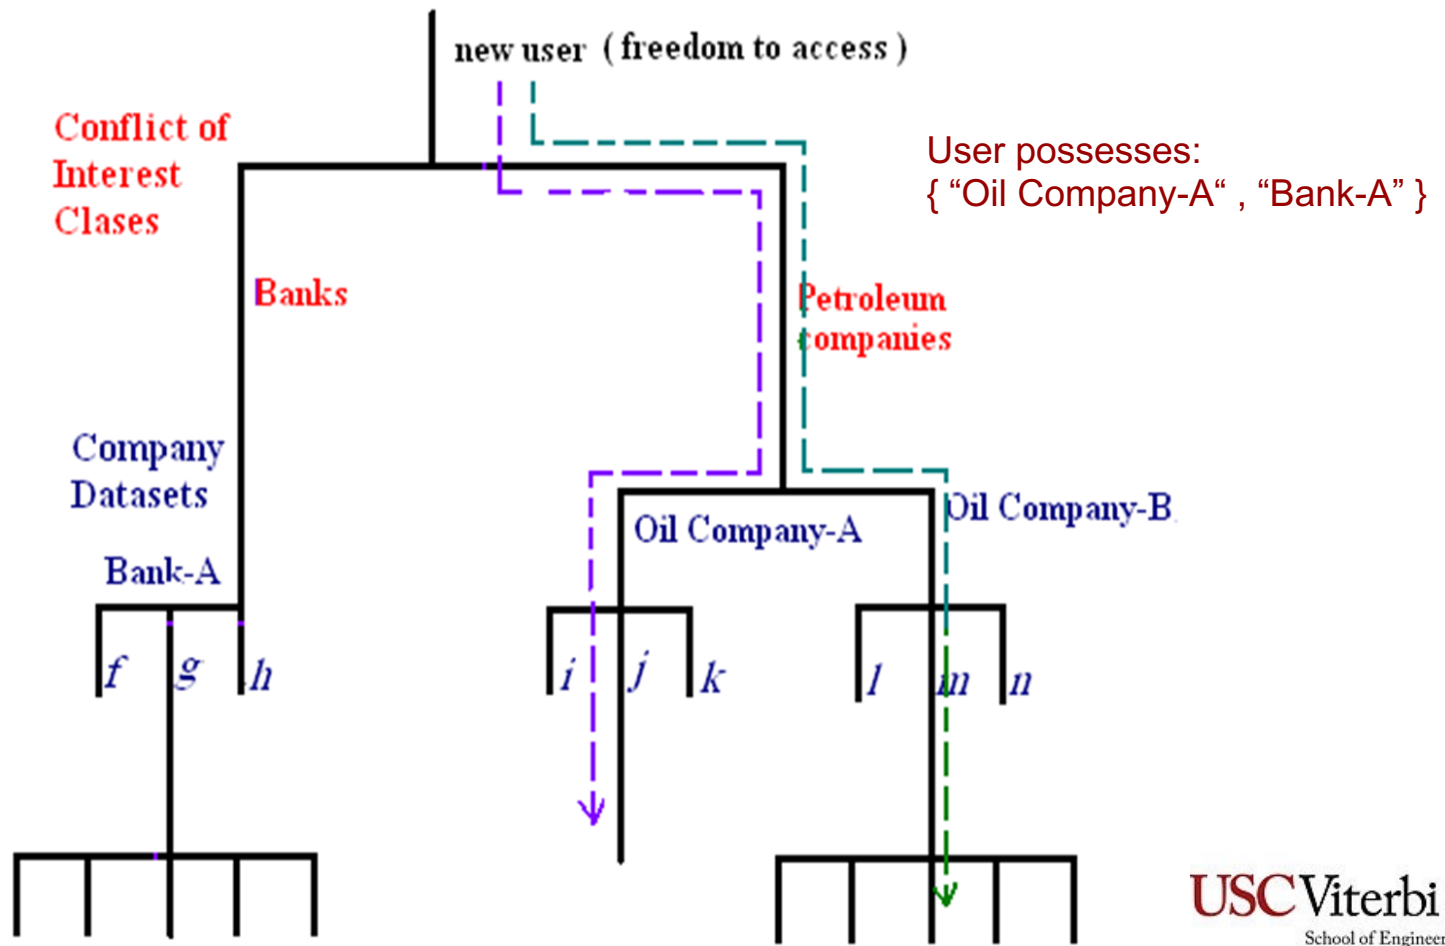 new user ( freedom to access )
Conflict of
Interest
Clases
User possesses:
{ “Oil Company-A“ , “Bank-A” }
Banks
Petroleum
companies
Company
Datasets
Oil Company-A
Oil Company-B
Bank-A
f g h i j k l m n
USC Viterbi
School of Engineer